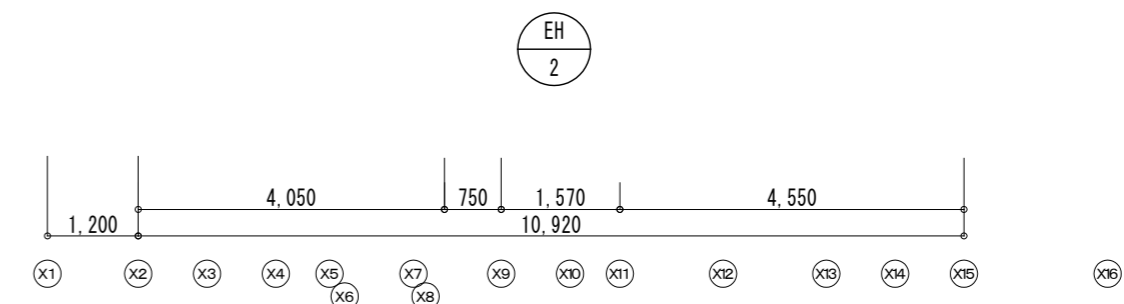 EH
2
4,050 750 1,570 4,550
1,200 10,920
X1 X2 X3 X4 X5 X7 X9 X10 X11 X12 X13 X14 X15 X16
X6 X8